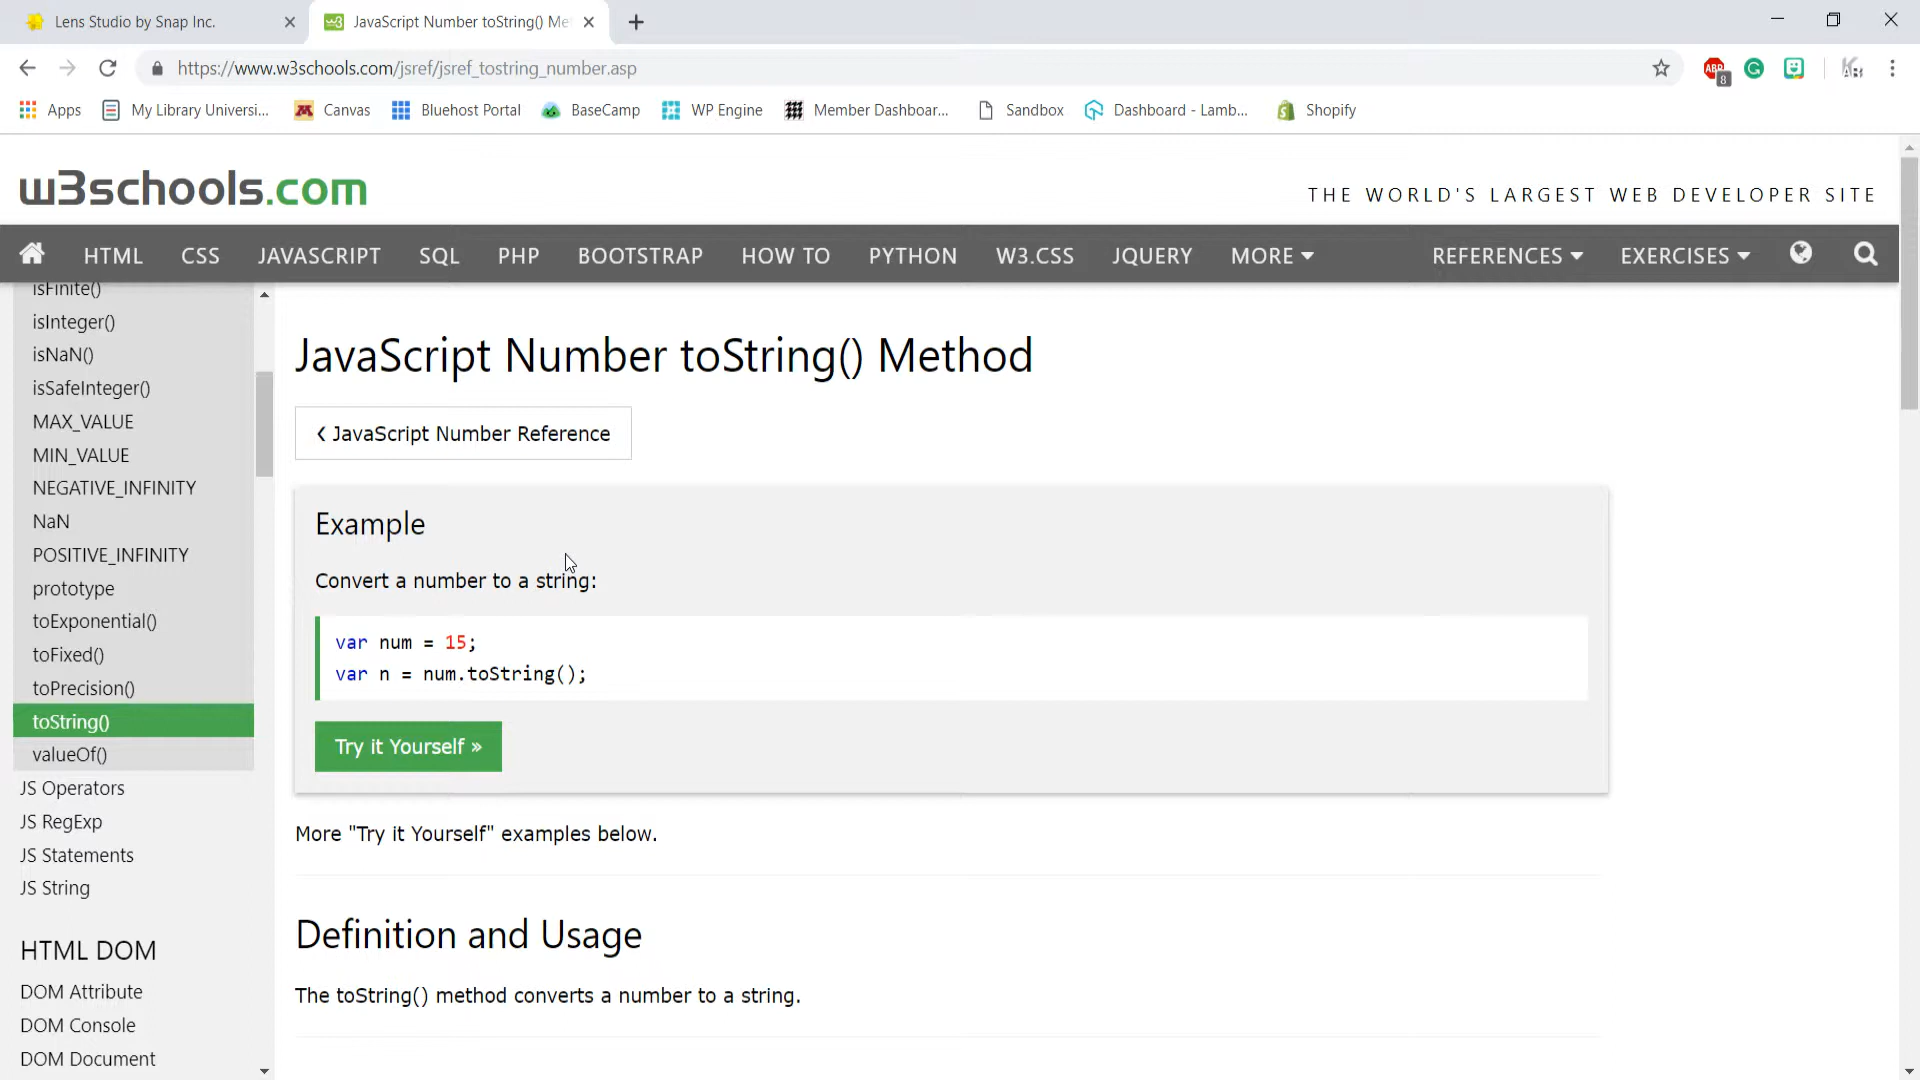 Lens Studio by Snap Inc.
JavaScript Number toString() Me
https://www.w3schools.com/jsref/jsref_tostring_number.asp
ABP
8
Apps
My Library Universi...
Canvas
Bluehost Portal
BaseCamp
WP Engine
Member Dashboar...
Sandbox
Dashboard - Lamb...
Shopify
w3schools.com
THE WORLD'S LARGEST WEB DEVELOPER SITE
HTML CSS JAVASCRIPT SQL PHP BOOTSTRAP HOW TO PYTHON W3.CSS JQUERY MORE REFERENCES EXERCISES
isFinite()
isInteger()
isNaN()
isSafeInteger()
MAX_VALUE
MIN_VALUE
NEGATIVE_INFINITY
NaN
POSITIVE_INFINITY
prototype
toExponential()
toFixed()
toPrecision()
toString()
valueOf()
JS Operators
JS RegExp
JS Statements
JS String
HTML DOM
DOM Attribute
DOM Console
DOM Document
JavaScript Number toString() Method
❮ JavaScript Number Reference
Example
Convert a number to a string:
var num = 15;
var n = num.toString();
Try it Yourself »
More "Try it Yourself" examples below.
Definition and Usage
The toString() method converts a number to a string.